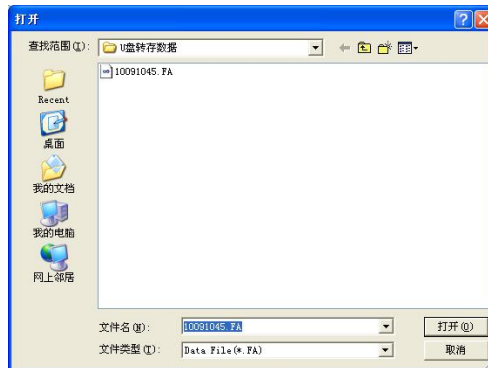 打开
查找范围(I): U盘转存数据
10091045.FA
Recent
桌面
我的文档
我的电脑
网上邻居
文件名(N): 10091045.FA 打开(O)
文件类型(T): Data File(*.FA) 取消